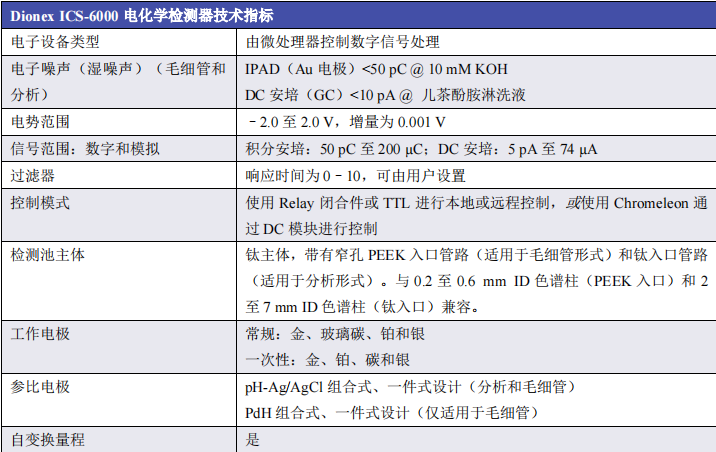 Dionex ICS-6000 电化学检测器技术指标
电子设备类型
由微处理器控制数字信号处理
电子噪声（湿噪声）（毛细管和
分析）
IPAD（Au 电极）<50 pC @ 10 mM KOH
DC 安培（GC）<10 pA @ 儿茶酚胺淋洗液
电势范围
–2.0 至 2.0 V，增量为 0.001 V
信号范围：数字和模拟
积分安培：50 pC 至 200 μC；DC 安培：5 pA 至 74 μA
过滤器
响应时间为 0–10，可由用户设置
控制模式
使用 Relay 闭合件或 TTL 进行本地或远程控制，或使用 Chromeleon 通
过 DC 模块进行控制
检测池主体
钛主体，带有窄孔 PEEK 入口管路（适用于毛细管形式）和钛入口管路
（适用于分析形式）。与 0.2 至 0.6 mm ID 色谱柱（PEEK 入口）和 2
至 7 mm ID 色谱柱（钛入口）兼容。
工作电极
常规：金、玻璃碳、铂和银
一次性：金、铂、碳和银
参比电极
pH-Ag/AgCl 组合式、一件式设计（分析和毛细管）
PdH 组合式、一件式设计（仅适用于毛细管）
自变换量程
是